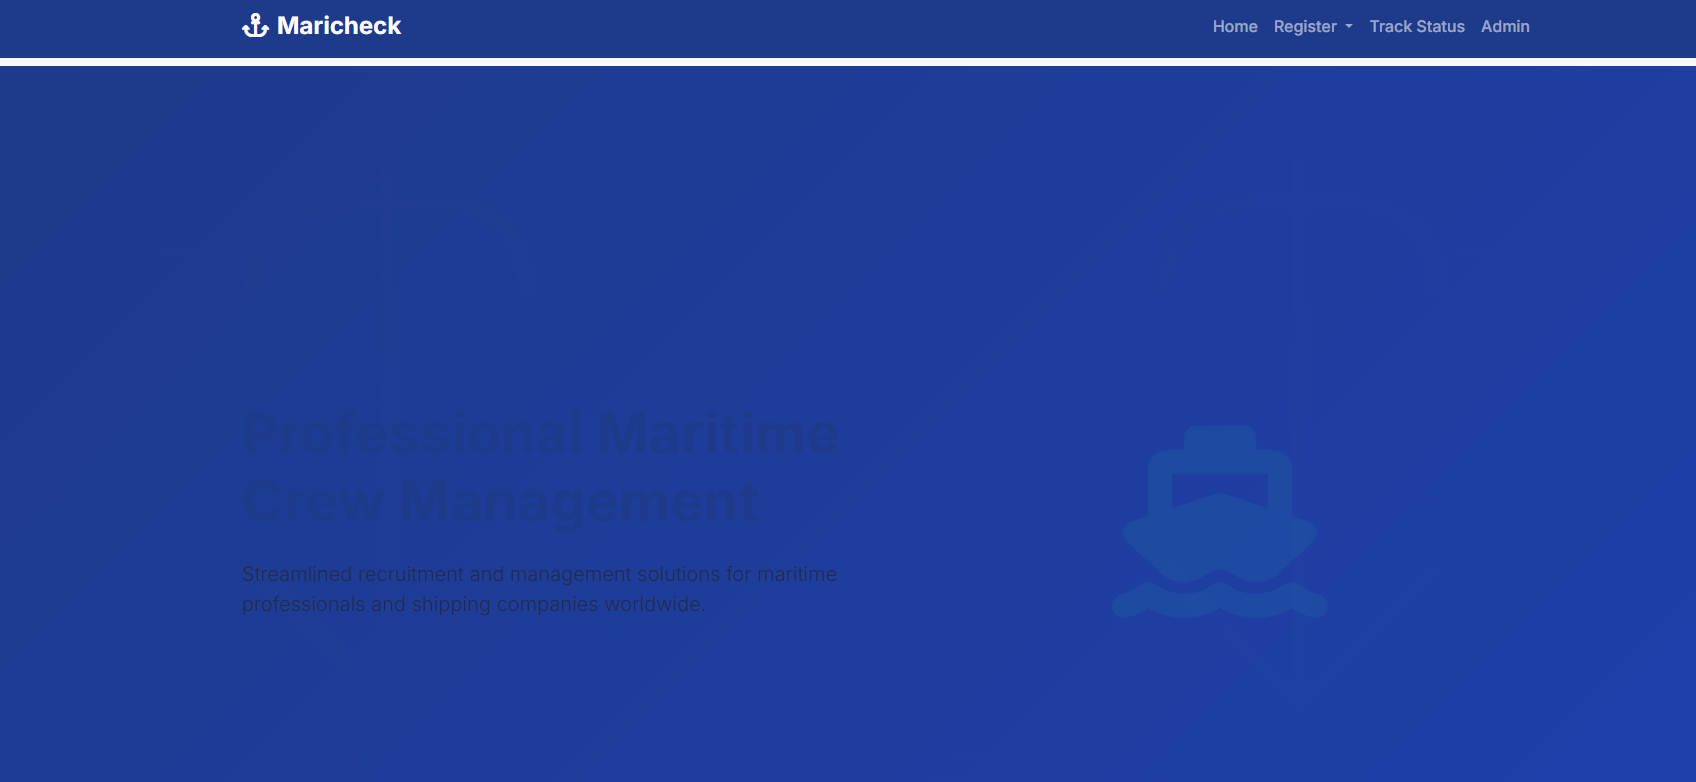 Maricheck
Home Register Track Status Admin
Professional Maritime
Crew Management
Streamlined recruitment and management solutions for maritime
professionals and shipping companies worldwide.